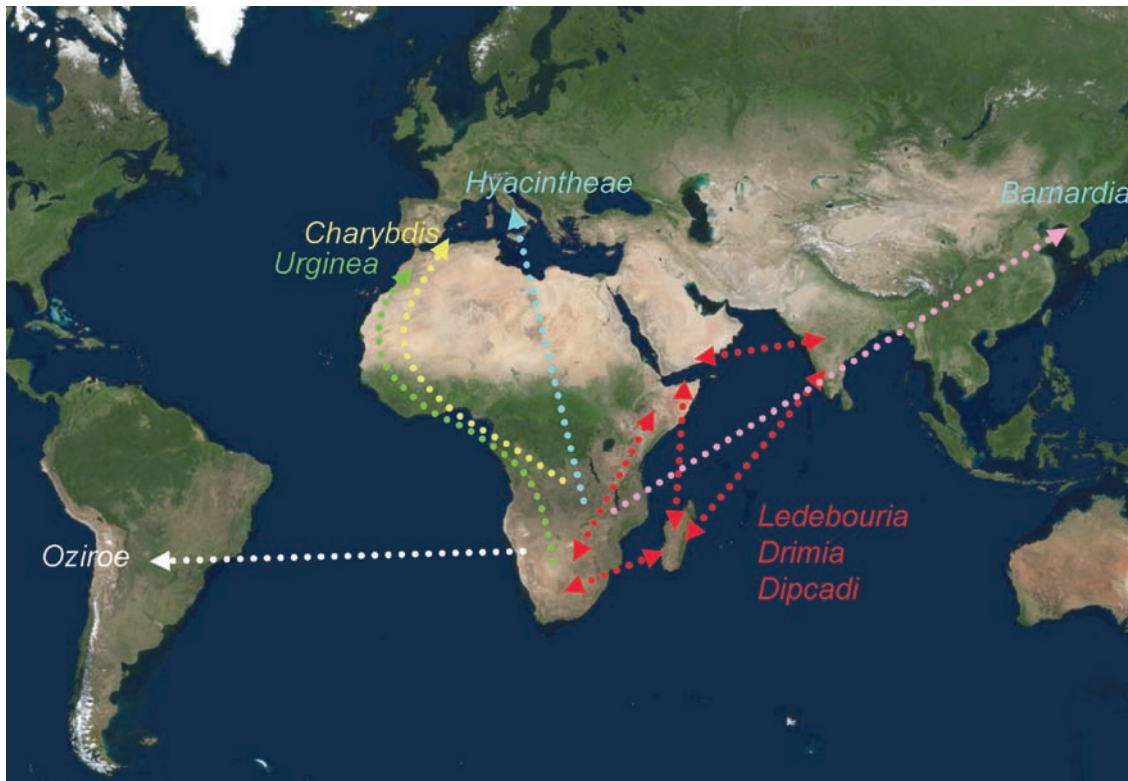 Hyacintheae
Barnardia
Charybdis
Urginea
Oziroe
Ledebouria
Drimia
Dipcadi